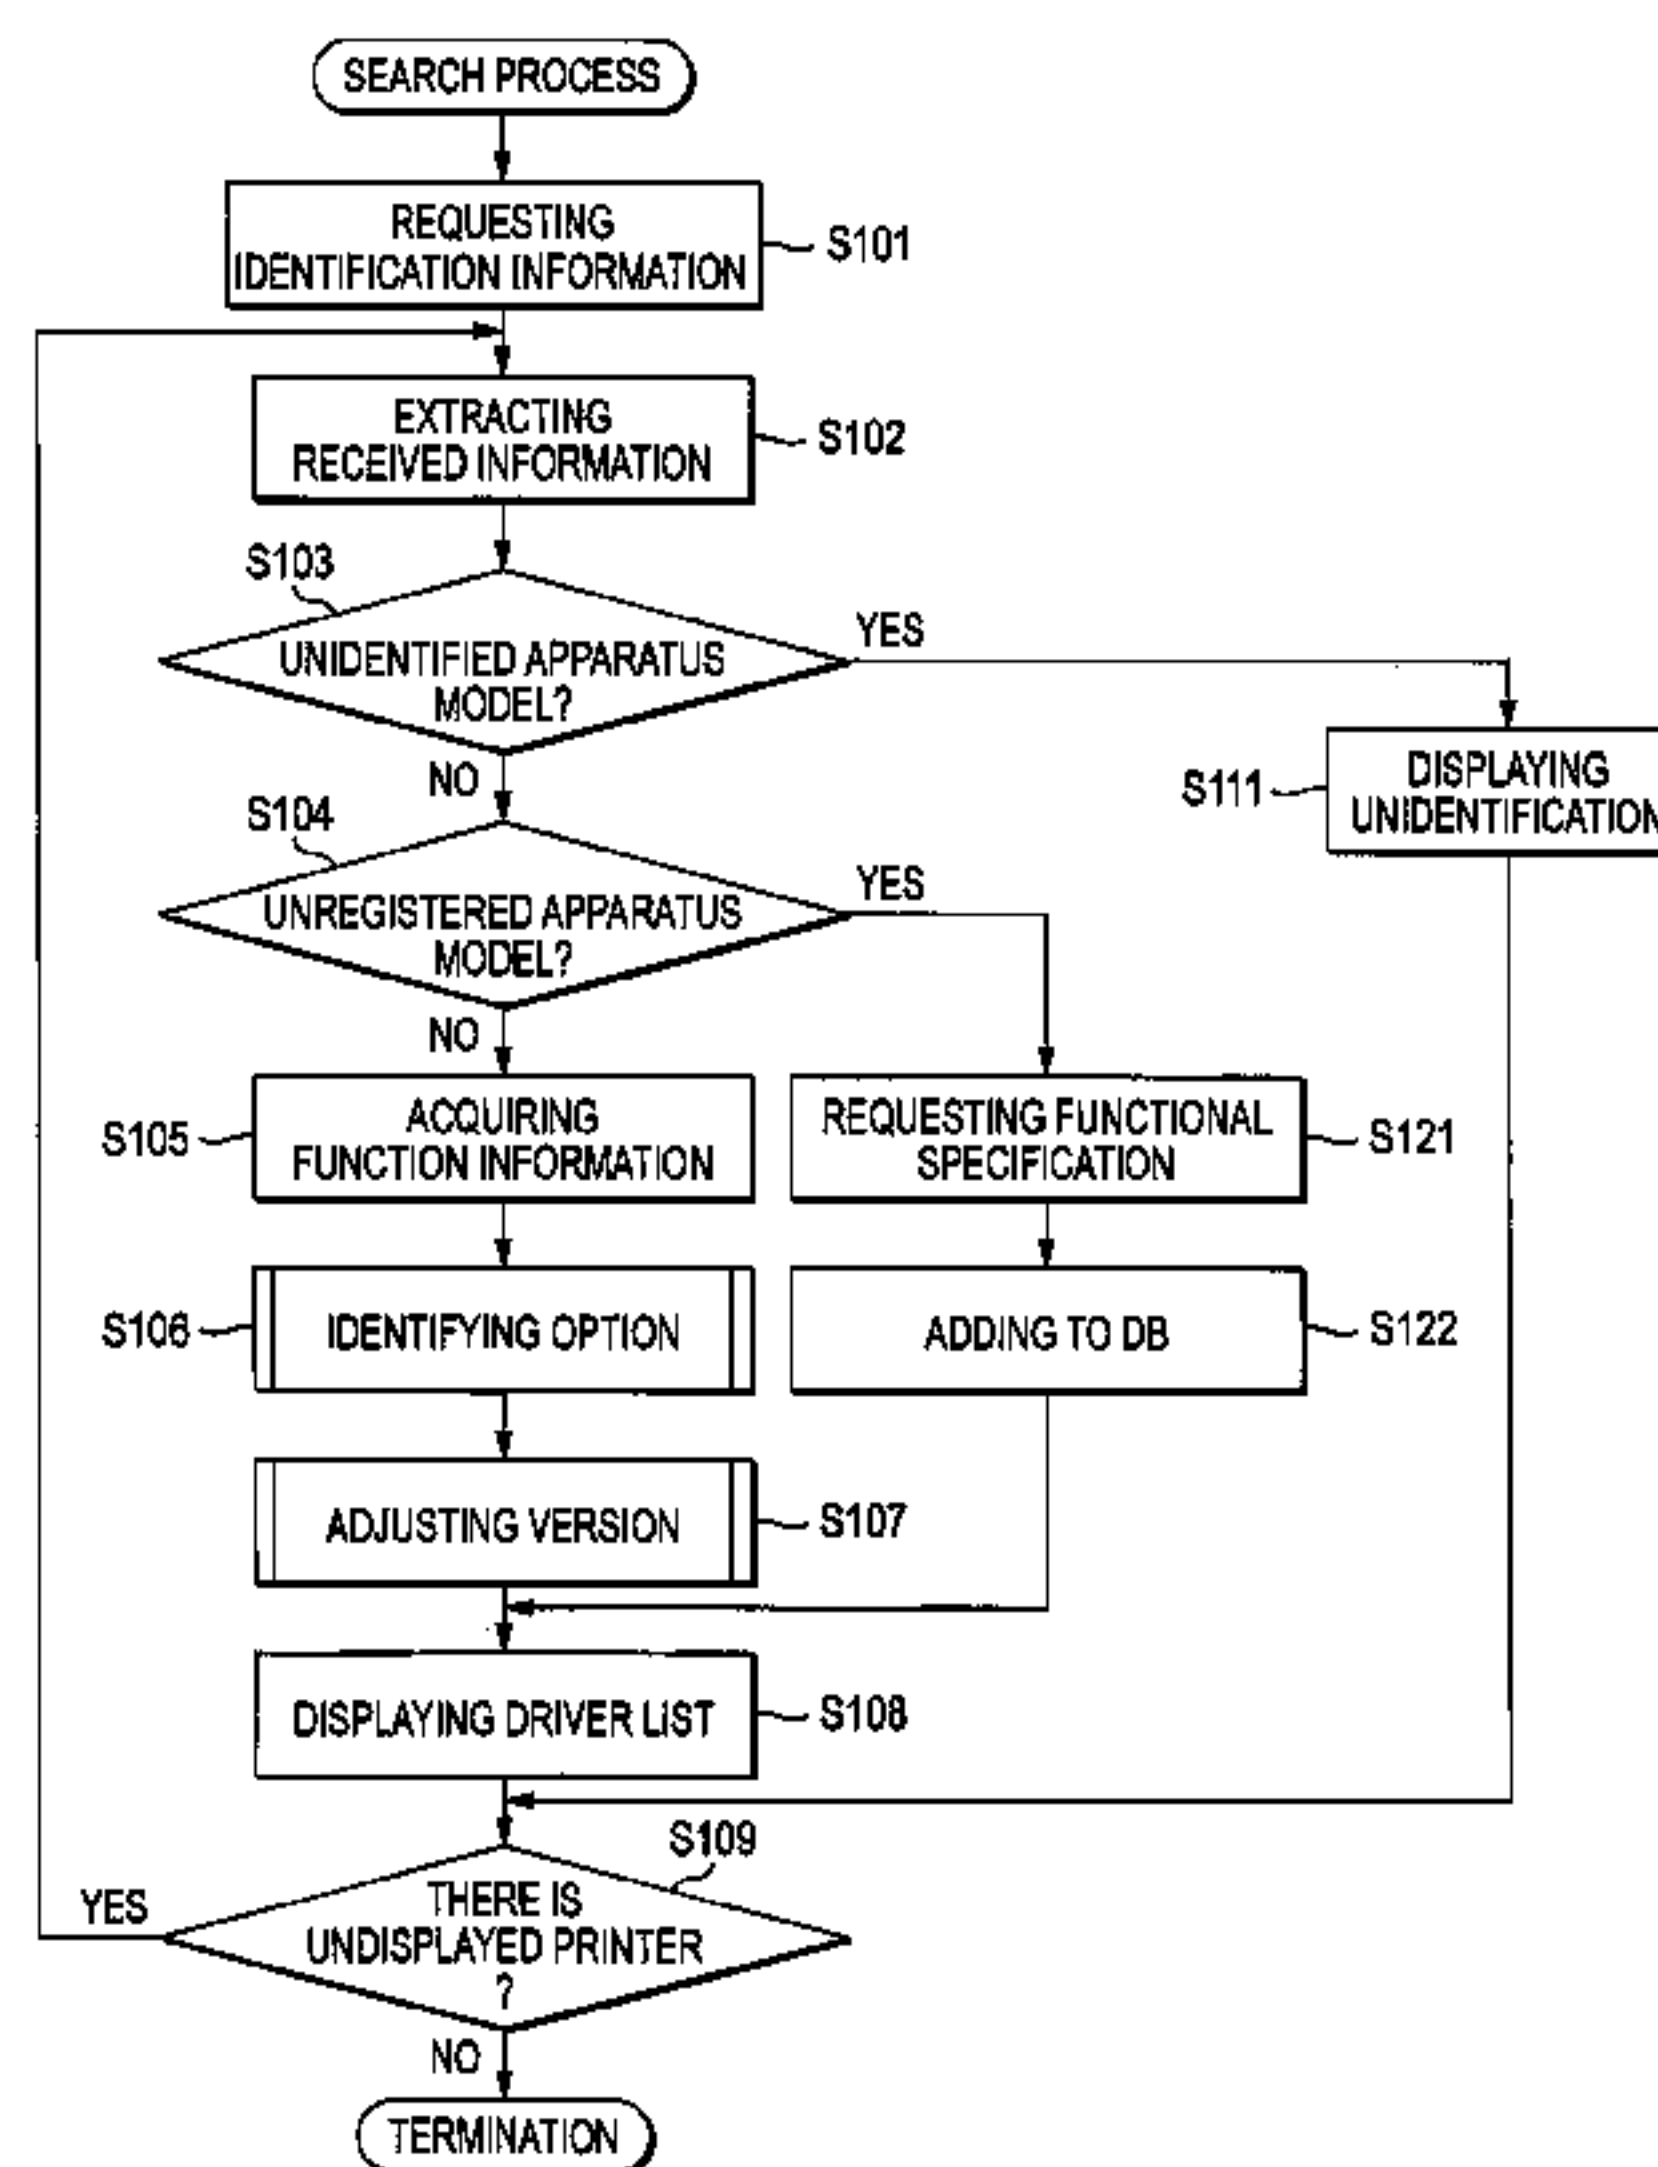 SEARCH PROCESS
REQUESTING
IDENTIFICATION INFORMATION
S101
EXTRACTING
RECEIVED INFORMATION
S102
S103
UNIDENTIFIED APPARATUS
MODEL?
YES
NO
DISPLAYING
UNIDENTIFICATION
S111
S104
UNREGISTERED APPARATUS
MODEL?
YES
NO
S105
ACQUIRING
FUNCTION INFORMATION
REQUESTING FUNCTIONAL
SPECIFICATION
S121
S106
IDENTIFYING OPTION
ADDING TO DB
S122
ADJUSTING VERSION
S107
DISPLAYING DRIVER LIST
S108
S109
YES
THERE IS
UNDISPLAYED PRINTER
?
NO
TERMINATION